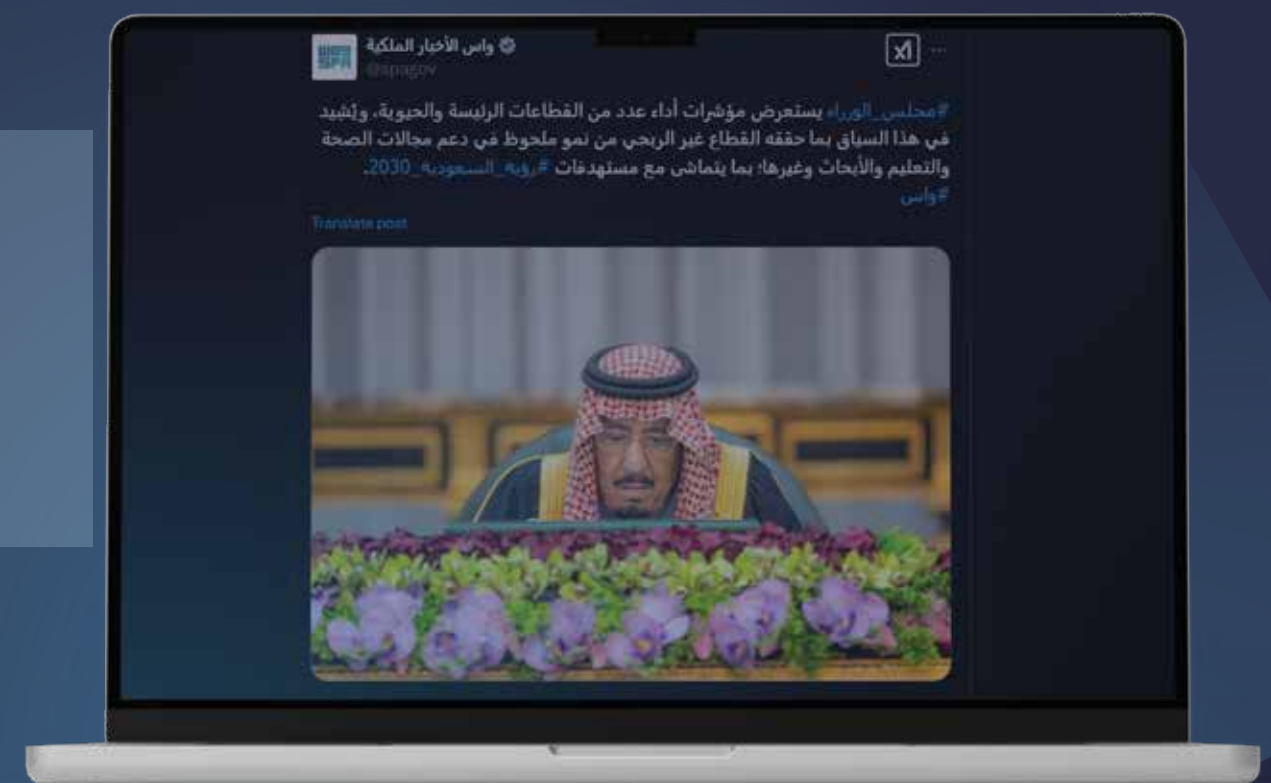 واس الأخبار الملكية
@spagov
#مجلس_الوزراء يستعرض مؤشرات أداء عدد من القطاعات الرئيسة والحيوية، ويُشيد
في هذا السياق بما حققه القطاع غير الربحي من نمو ملحوظ في دعم مجالات الصحة
والتعليم والأبحاث وغيرها؛ بما يتماشى مع مستهدفات #رؤية_السعودية_2030.
#واس
Translate post